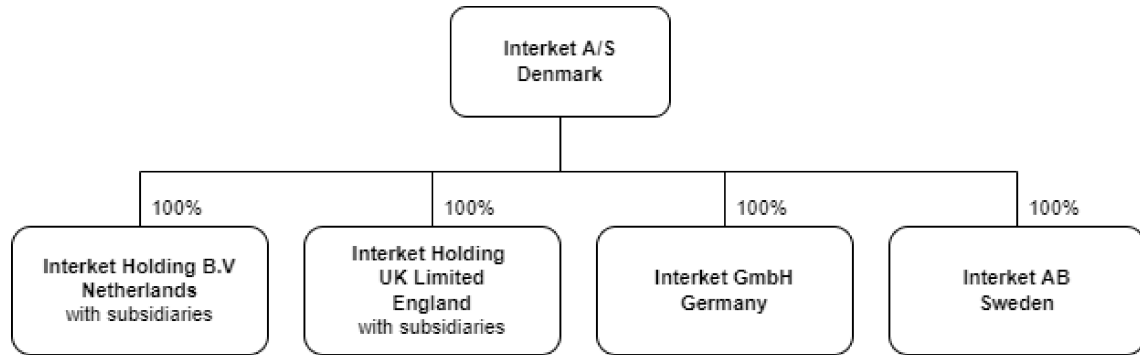 Interket A/S
Denmark
100%
100%
100%
100%
Interket Holding B.V
Netherlands
with subsidiaries
Interket Holding
UK Limited
England
with subsidiaries
Interket GmbH
Germany
Interket AB
Sweden